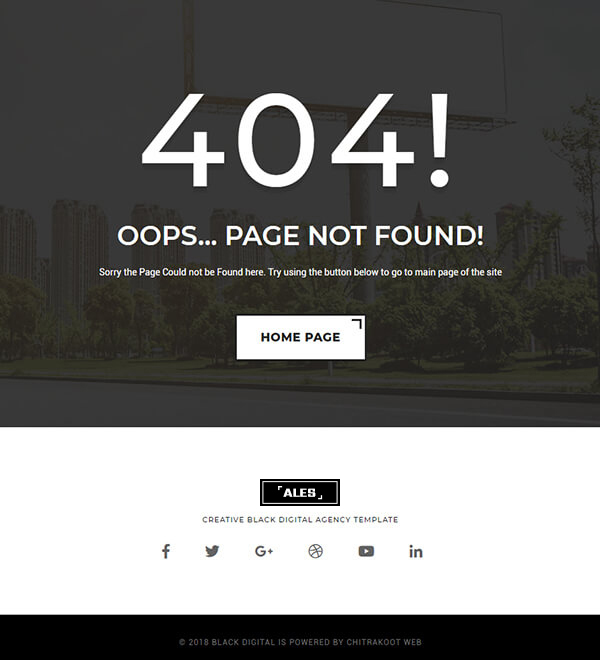 404!
OOPS... PAGE NOT FOUND!
Sorry the Page Could not be Found here. Try using the button below to go to main page of the site
HOME PAGE
ALES
CREATIVE BLACK DIGITAL AGENCY TEMPLATE
© 2018 BLACK DIGITAL IS POWERED BY CHITRAKOOT WEB